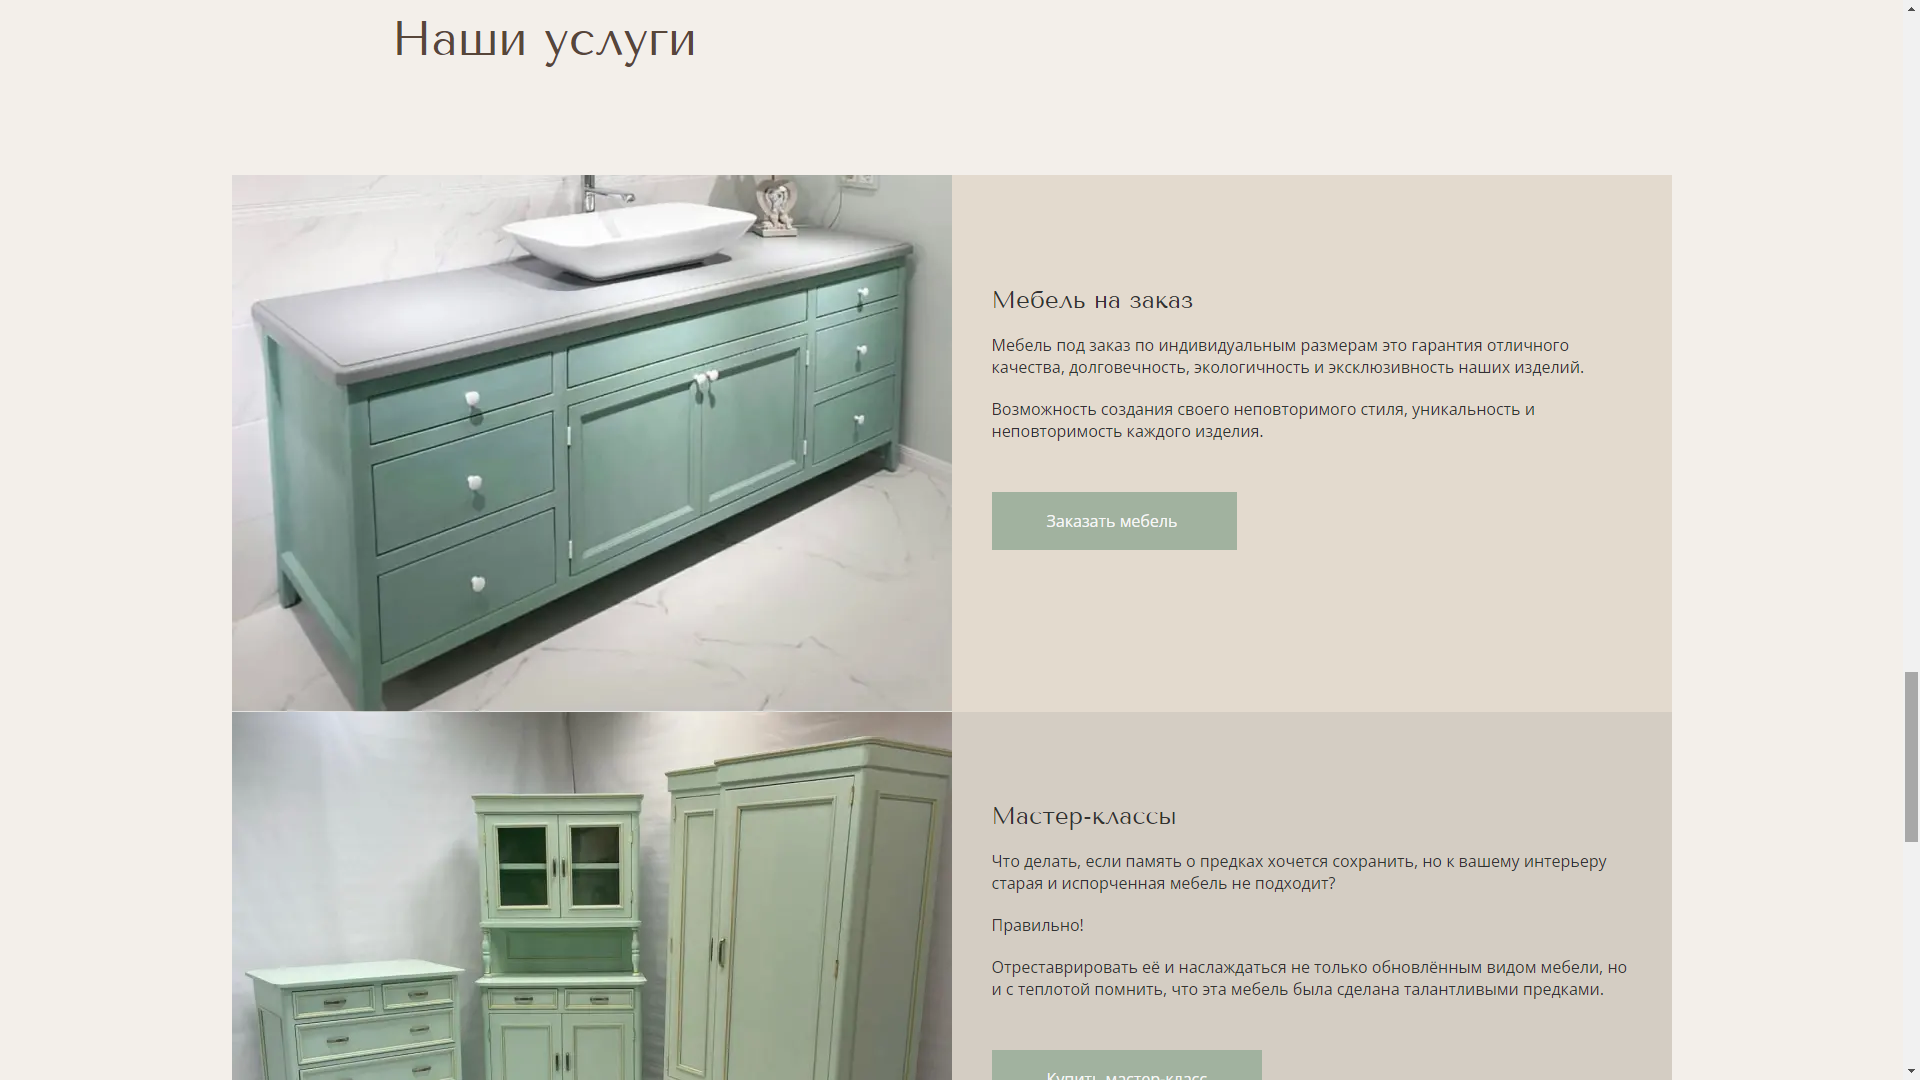 Наши услуги
Мебель на заказ
Мебель под заказ по индивидуальным размерам это гарантия отличного
качества, долговечность, экологичность и эксклюзивность наших изделий.
Возможность создания своего неповторимого стиля, уникальность и
неповторимость каждого изделия.
Заказать мебель
Мастер-классы
Что делать, если память о предках хочется сохранить, но к вашему интерьеру
старая и испорченная мебель не подходит?
Правильно!
Отреставрировать её и наслаждаться не только обновлённым видом мебели, но
и с теплотой помнить, что эта мебель была сделана талантливыми предками.
Купить мастер-класс